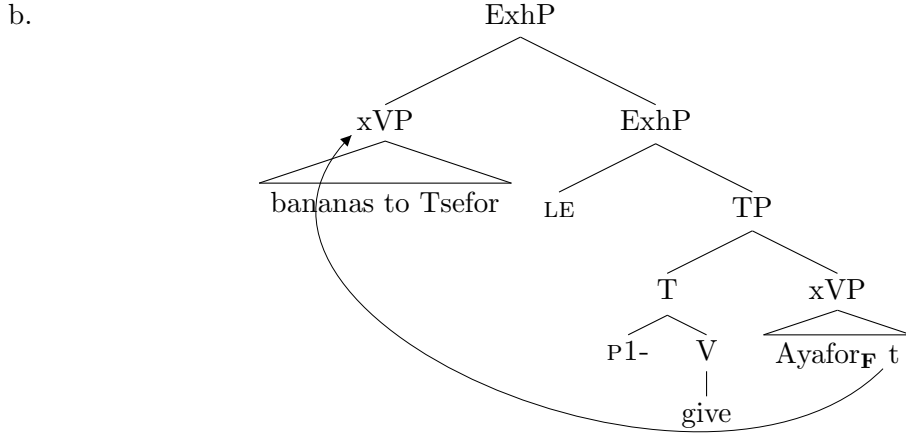 b.
ExhP
xVP ExhP
bananas to Tsefor LE TP
T xVP
P1- V Ayafor_F t
give